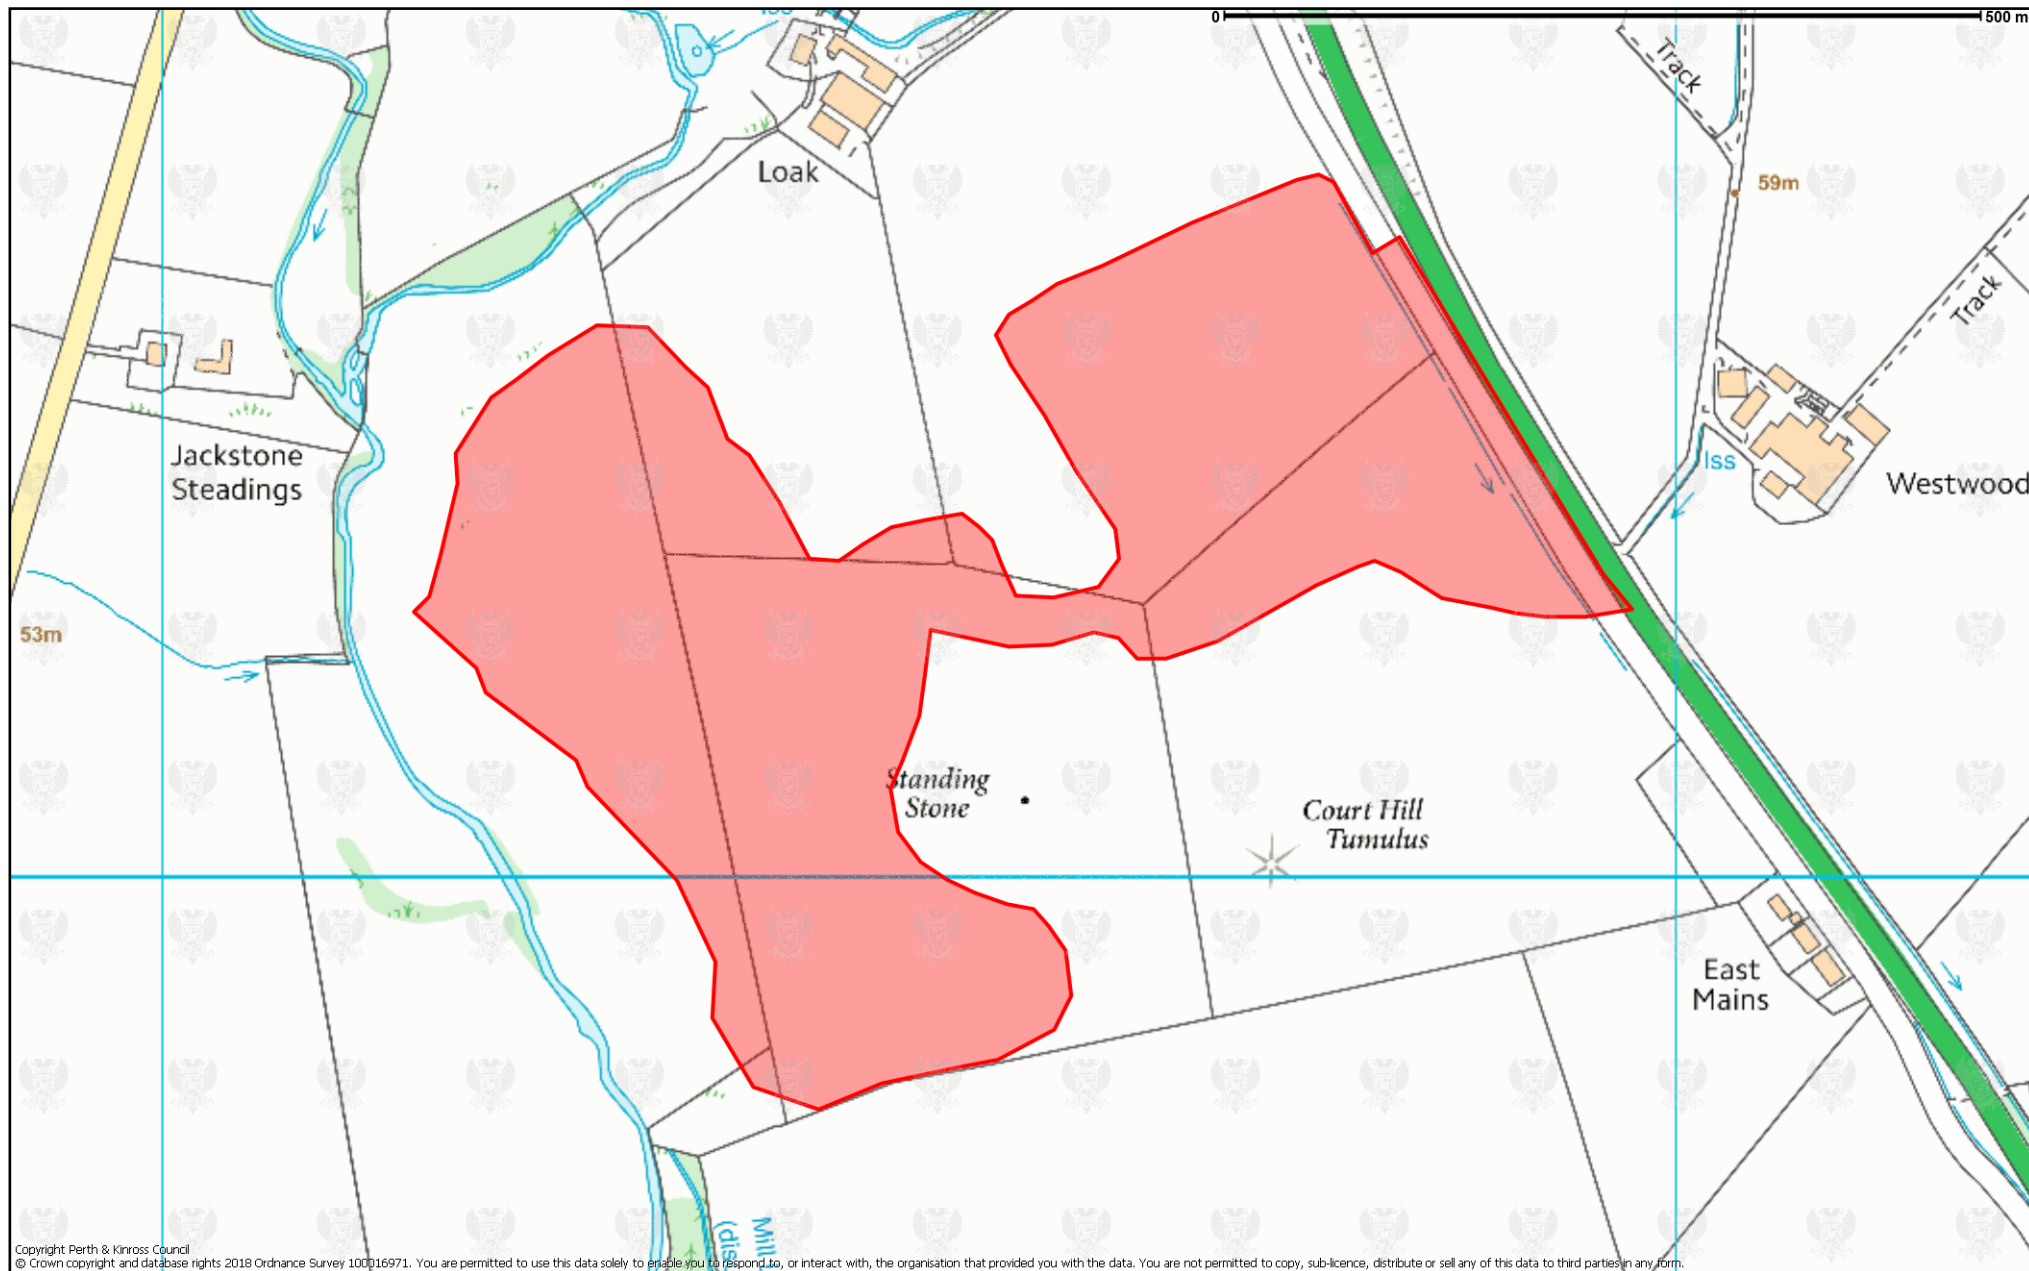 0
500 m
Iss
Track
Loak
59m
Track
Jackstone
Steadings
Iss
Westwood
53m
Standing
Stone
Court Hill
Tumulus
East
Mains
Mill
(dis
Copyright Perth & Kinross Council
© Crown copyright and database rights 2018 Ordnance Survey 100016971. You are permitted to use this data solely to enable you to respond to, or interact with, the organisation that provided you with the data. You are not permitted to copy, sub-licence, distribute or sell any of this data to third parties in any form.